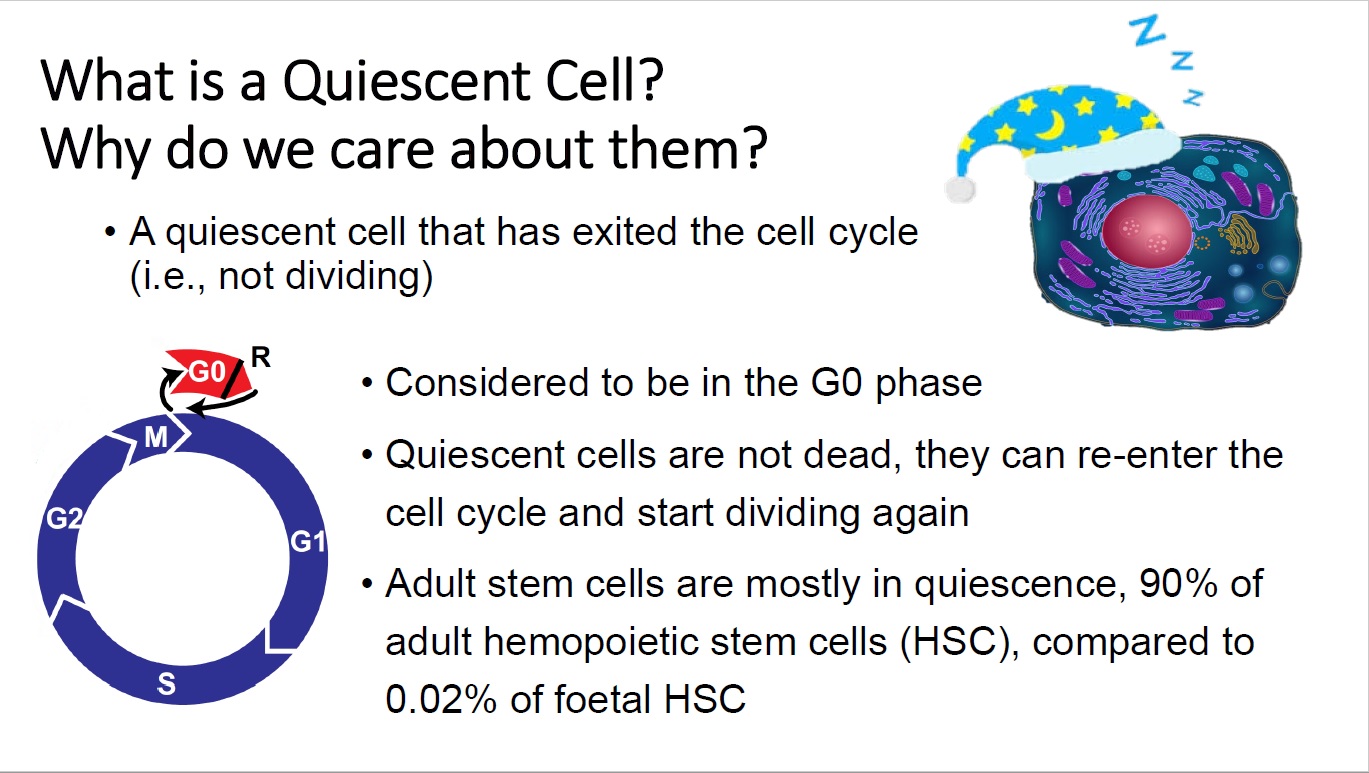 What is a Quiescent Cell?
Why do we care about them?
Z
Z
Z
• A quiescent cell that has exited the cell cycle
(i.e., not dividing)
G0
R
M
G2
G1
S
• Considered to be in the G0 phase
• Quiescent cells are not dead, they can re-enter the
cell cycle and start dividing again
• Adult stem cells are mostly in quiescence, 90% of
adult hemopoietic stem cells (HSC), compared to
0.02% of foetal HSC